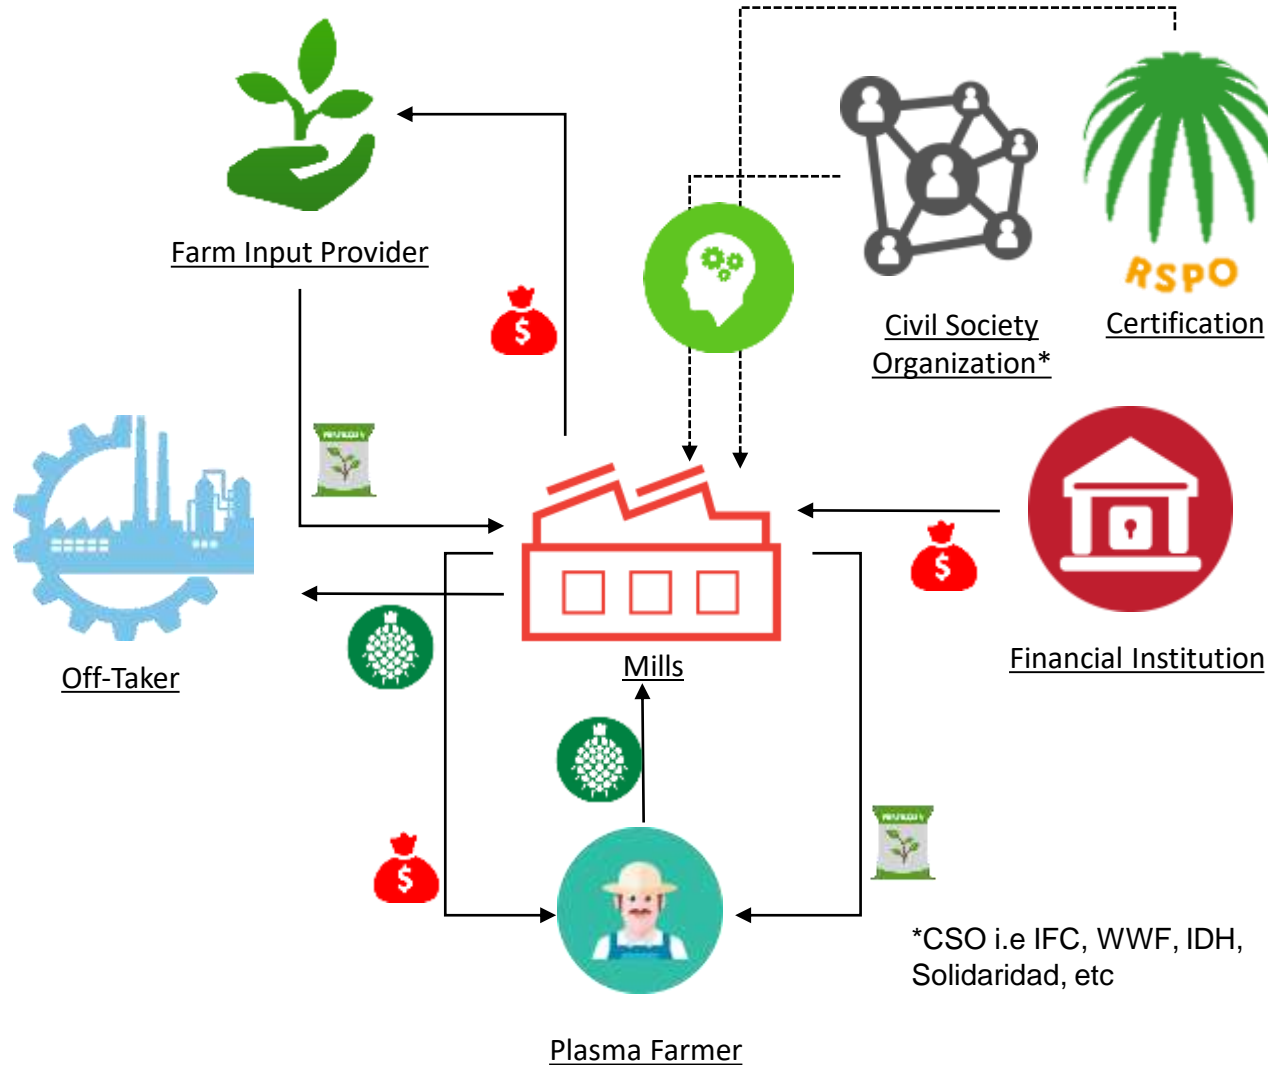 Farm Input Provider
RSPO
Civil Society
Organization*
Certification
$
Off-Taker
Mills
$
Financial Institution
$
*CSO i.e IFC, WWF, IDH,
Solidaridad, etc
Plasma Farmer